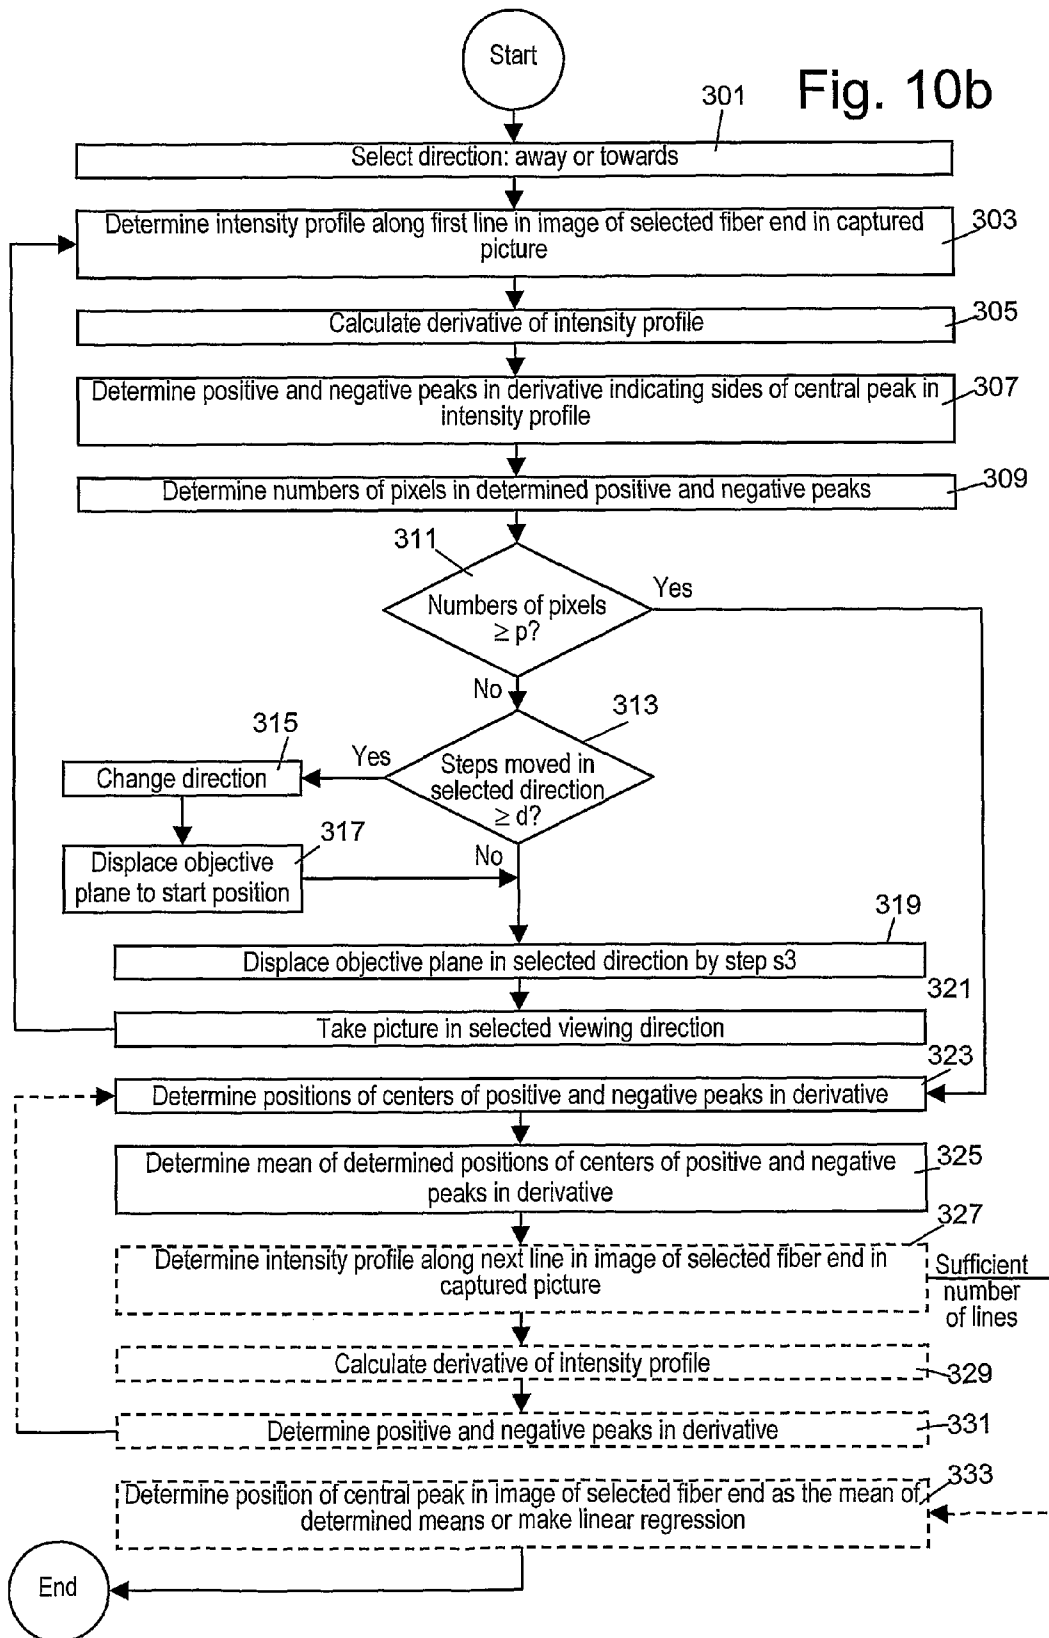 Start
Fig. 10b
301
Select direction: away or towards
Determine intensity profile along first line in image of selected fiber end in captured
picture
303
Calculate derivative of intensity profile
305
Determine positive and negative peaks in derivative indicating sides of central peak in
intensity profile
307
Determine numbers of pixels in determined positive and negative peaks
309
311
Numbers of pixels
≥ p?
Yes
No
313
315
Yes
Steps moved in
selected direction
≥ d?
Change direction
317
No
Displace objective
plane to start position
319
Displace objective plane in selected direction by step s3
321
Take picture in selected viewing direction
323
Determine positions of centers of positive and negative peaks in derivative
Determine mean of determined positions of centers of positive and negative
peaks in derivative
325
327
Determine intensity profile along next line in image of selected fiber end in
captured picture
Sufficient
number
of lines
Calculate derivative of intensity profile
329
Determine positive and negative peaks in derivative
331
333
Determine position of central peak in image of selected fiber end as the mean of
determined means or make linear regression
End